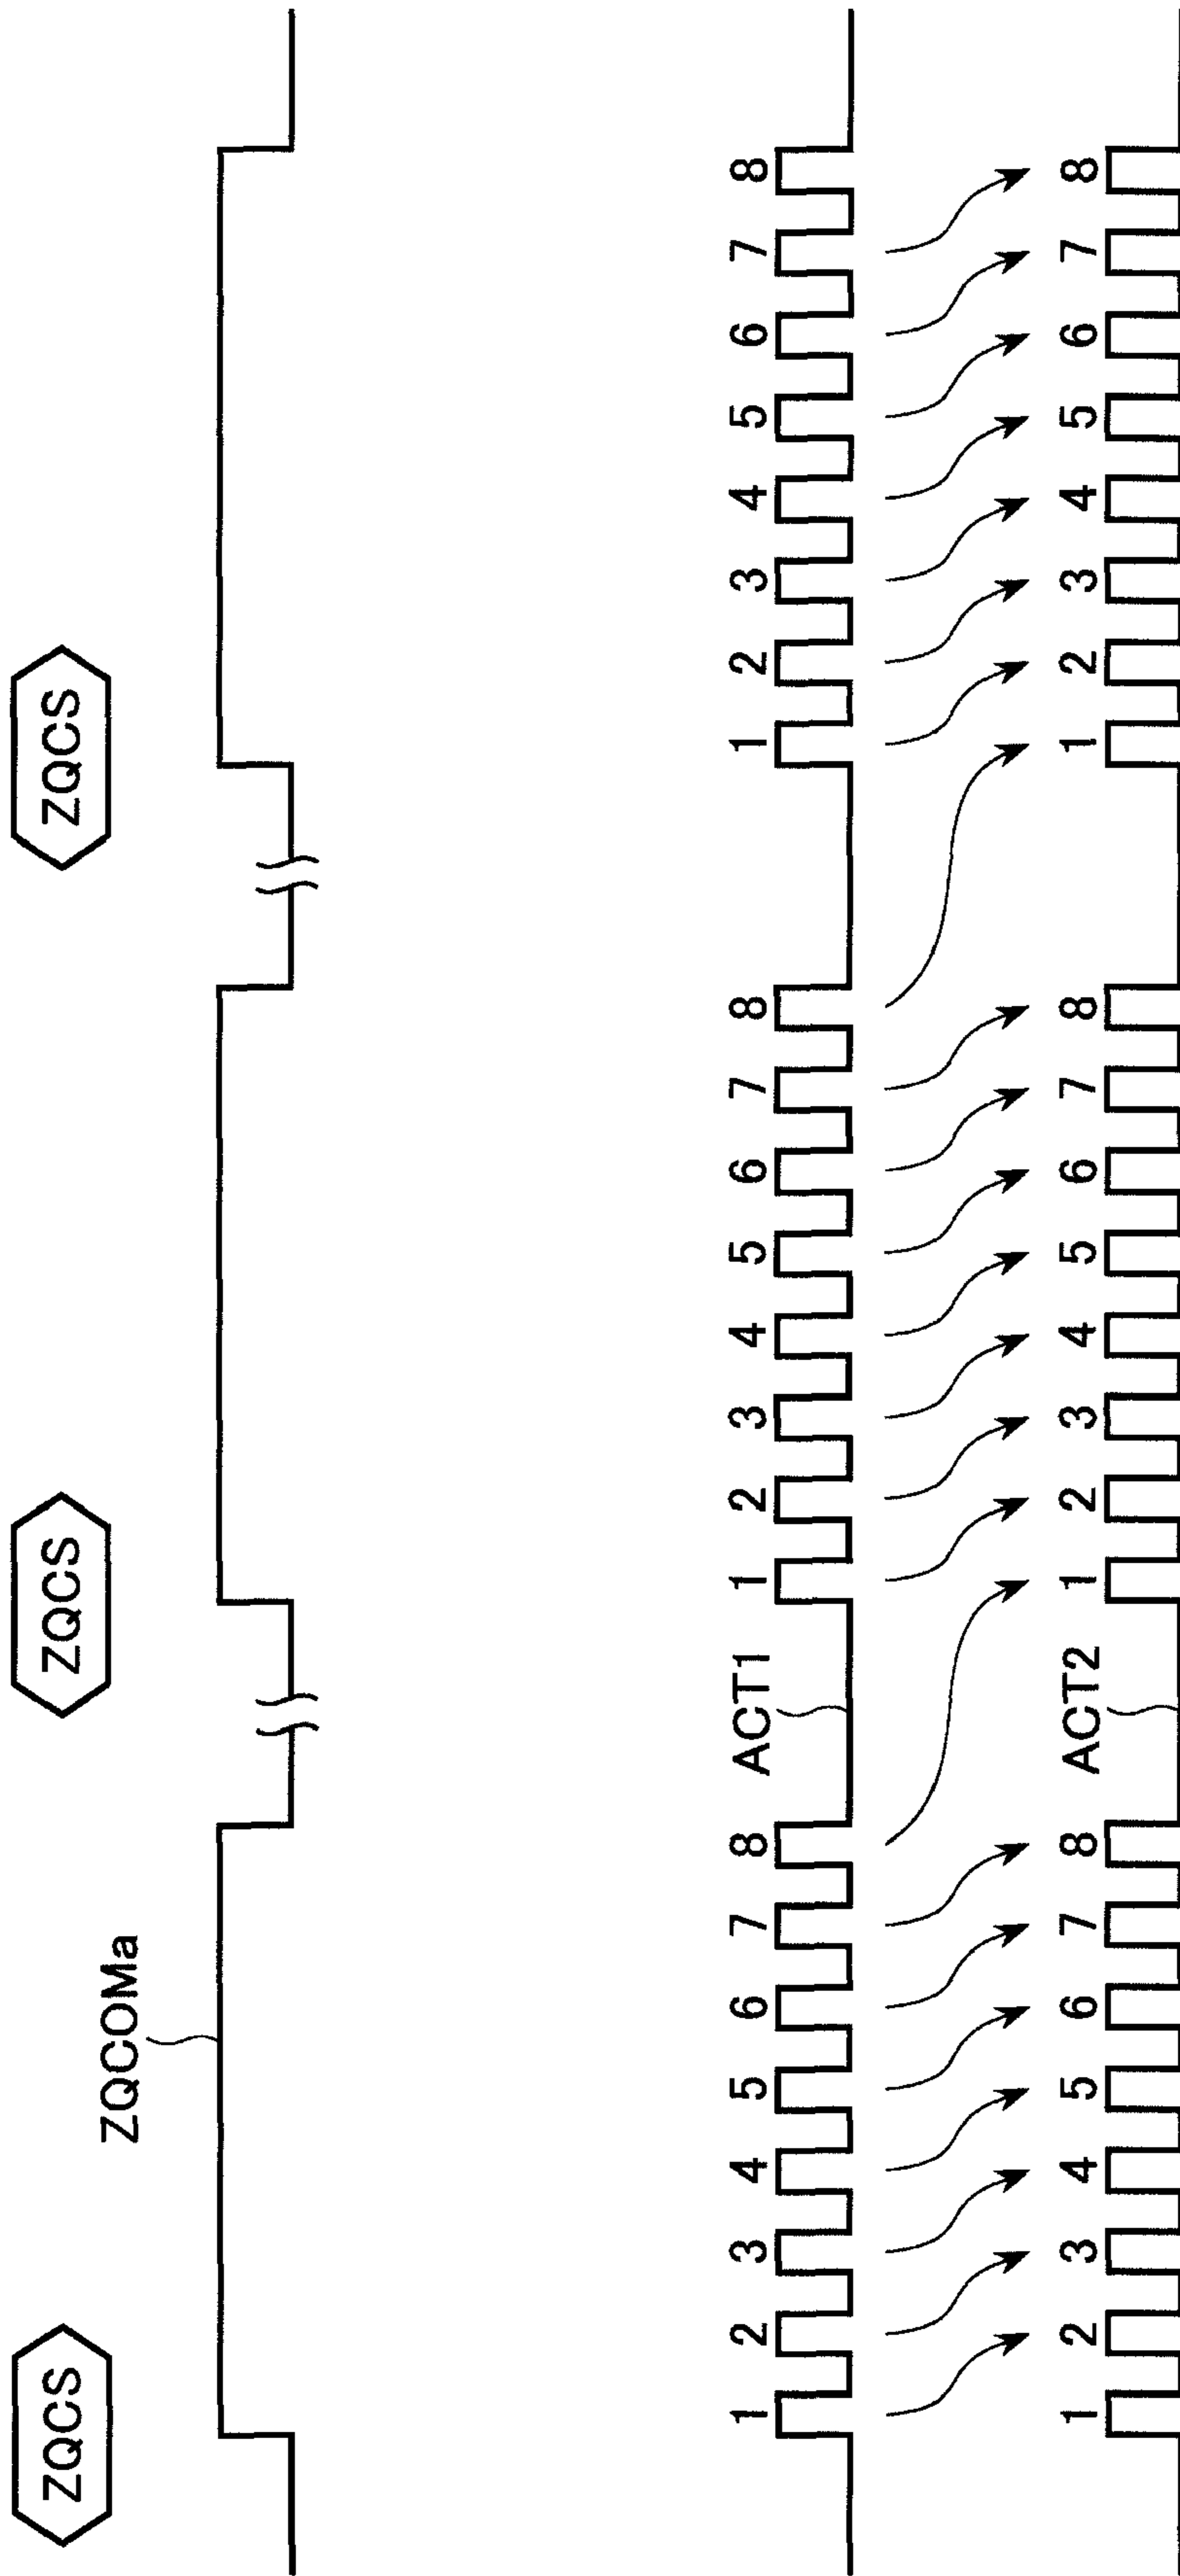 ZQCS ZQCS ZQCS
ZQCOMa
1 2 3 4 5 6 7 8 ACT1 1 2 3 4 5 6 7 8 1 2 3 4 5 6 7 8
1 2 3 4 5 6 7 8 ACT2 1 2 3 4 5 6 7 8 1 2 3 4 5 6 7 8